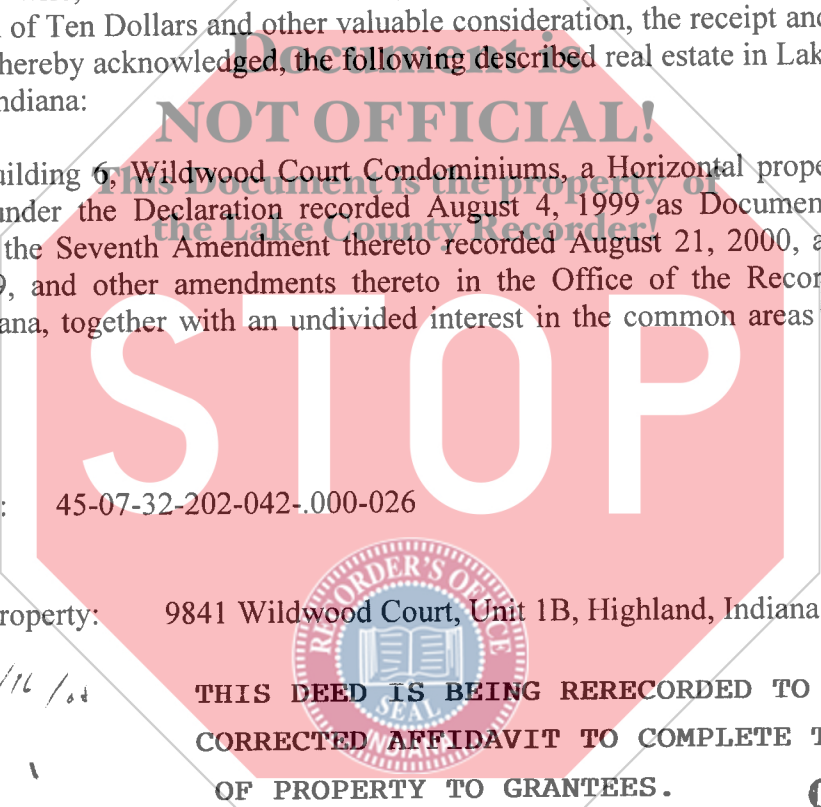 of Ten Dollars and other valuable consideration, the receipt and
hereby acknowledged, the following described real estate in Lak
ndiana:
Document is
NOT OFFICIAL!
This Document is the property of
the Lake County Recorder!
uilding 6, Wildwood Court Condominiums, a Horizontal prope
under the Declaration recorded August 4, 1999 as Documen
the Seventh Amendment thereto recorded August 21, 2000, a
9, and other amendments thereto in the Office of the Recor
iana, together with an undivided interest in the common areas
STOP
: 45-07-32-202-042-.000-026
RECORDER'S OFFICE
SEAL
INDIANA
roperty: 9841 Wildwood Court, Unit 1B, Highland, Indiana
THIS DEED IS BEING RERECORDED TO
CORRECTED AFFIDAVIT TO COMPLETE T
OF PROPERTY TO GRANTEES.